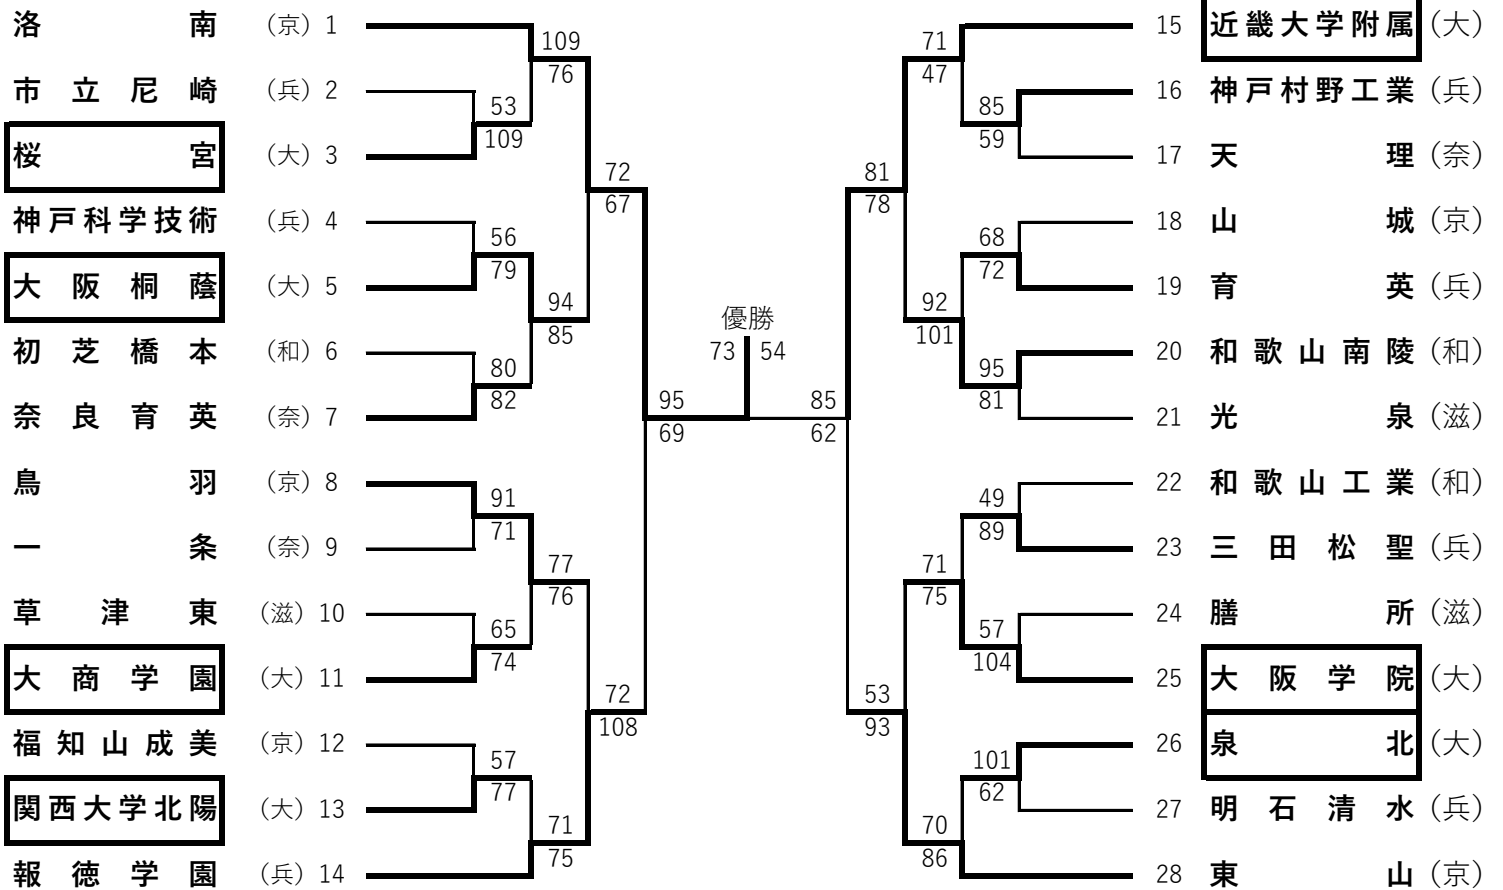 洛南 (京) 1
市立尼崎 (兵) 2
桜宮 (大) 3
神戸科学技術 (兵) 4
大阪桐蔭 (大) 5
初芝橋本 (和) 6
奈良育英 (奈) 7
鳥羽 (京) 8
一条 (奈) 9
草津東 (滋) 10
大商学園 (大) 11
福知山成美 (京) 12
関西大学北陽 (大) 13
報徳学園 (兵) 14
53
109
56
79
80
82
91
71
65
74
57
77
109
76
94
85
77
76
71
75
72
67
72
108
95
69
優勝
73 54
85
62
81
78
53
93
71
47
92
101
71
75
70
86
85
59
68
72
95
81
49
89
57
104
101
62
15 近畿大学附属 (大)
16 神戸村野工業 (兵)
17 天理 (奈)
18 山城 (京)
19 育英 (兵)
20 和歌山南陵 (和)
21 光泉 (滋)
22 和歌山工業 (和)
23 三田松聖 (兵)
24 膳所 (滋)
25 大阪学院 (大)
26 泉北 (大)
27 明石清水 (兵)
28 東山 (京)